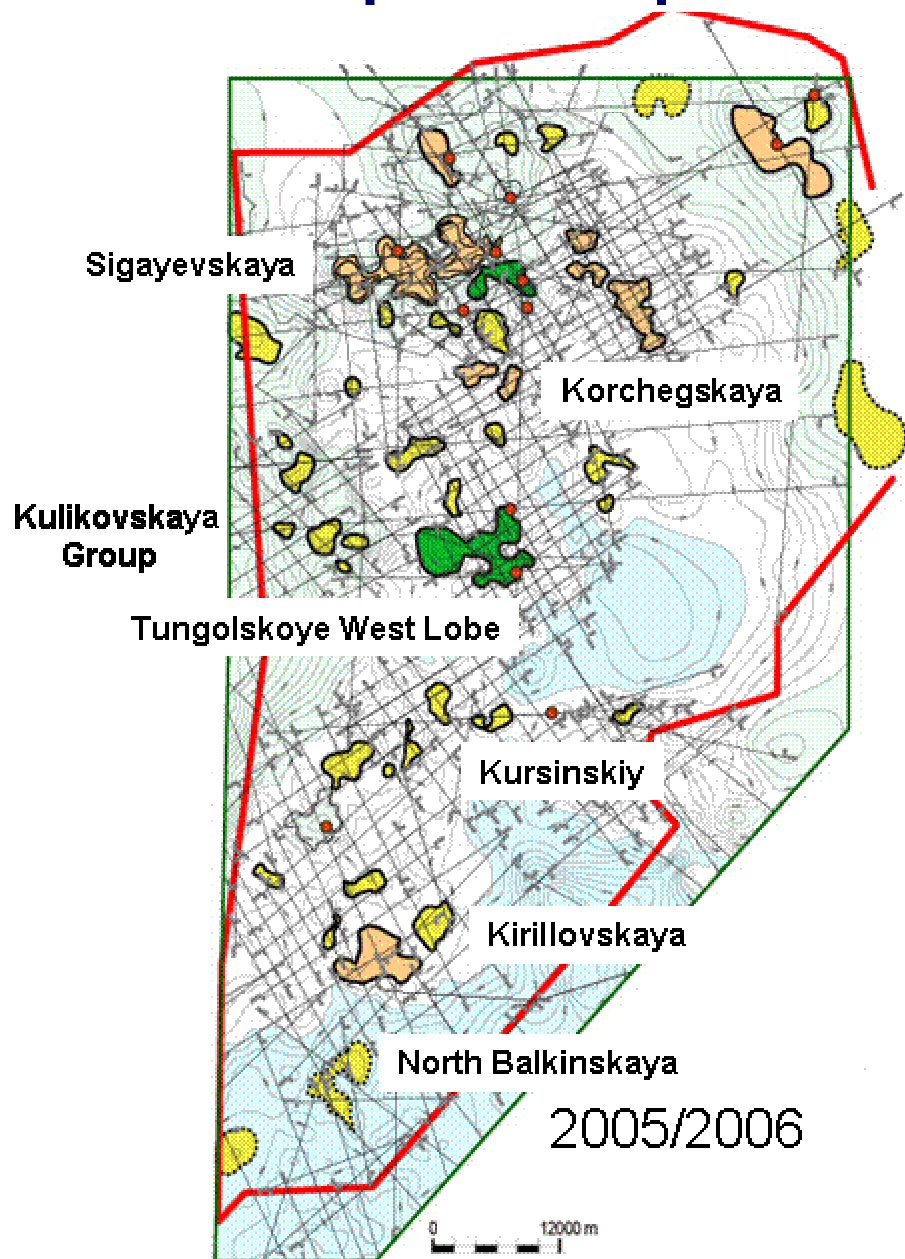 Sigayevskaya
Korchegskaya
Kulikovskaya
Group
Tungolskoye West Lobe
Kursinskiy
Kirillovskaya
North Balkinskaya
2005/2006
0 12000 m